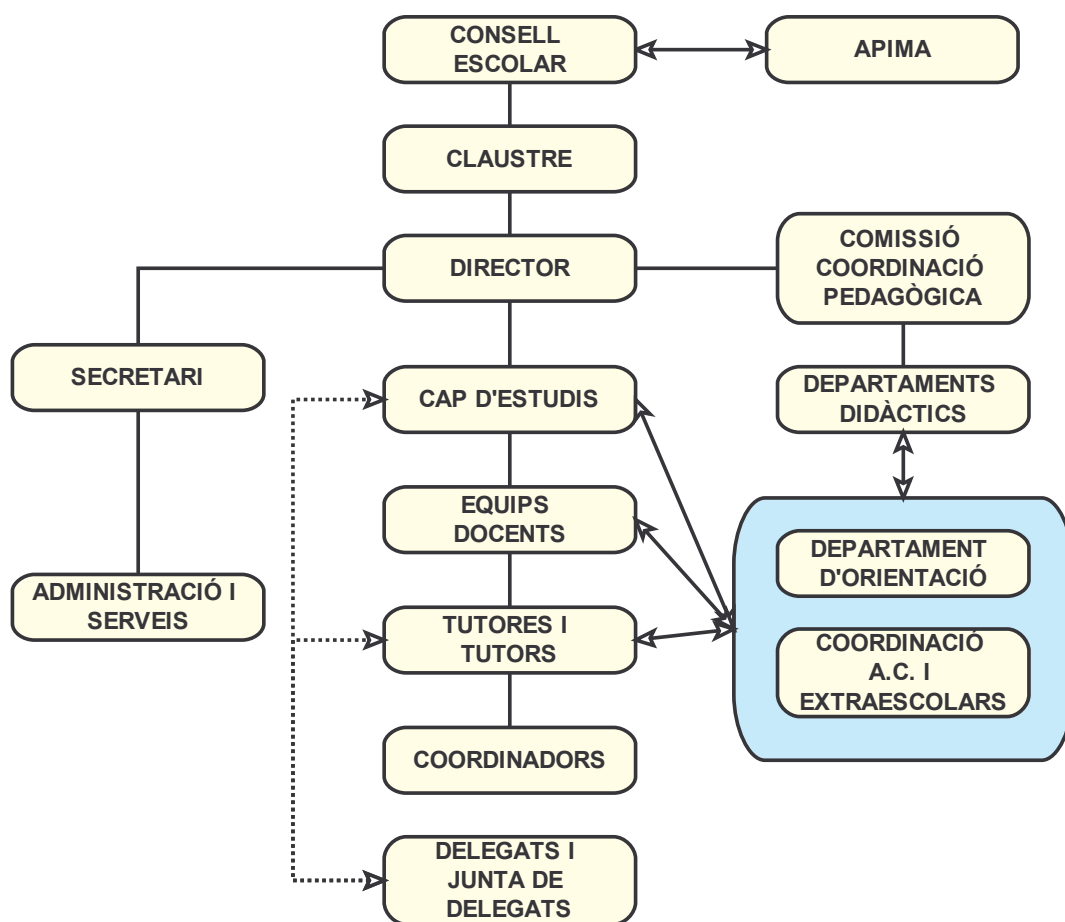 CONSELL
ESCOLAR
APIMA
CLAUSTRE
DIRECTOR
COMISSIÓ
COORDINACIÓ
PEDAGÒGICA
SECRETARI
CAP D'ESTUDIS
DEPARTAMENTS
DIDÀCTICS
EQUIPS
DOCENTS
DEPARTAMENT
D'ORIENTACIÓ
ADMINISTRACIÓ I
SERVEIS
TUTORES I
TUTORS
COORDINACIÓ
A.C. I
EXTRAESCOLARS
COORDINADORS
DELEGATS I
JUNTA DE
DELEGATS